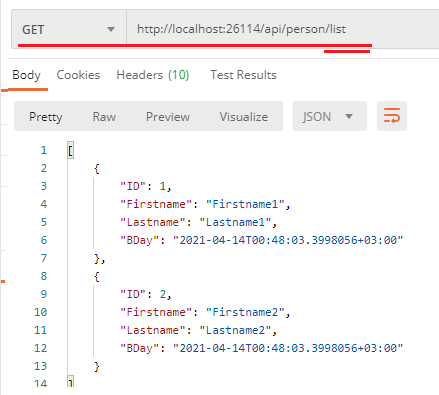 GET http://localhost:26114/api/person/list
Body Cookies Headers (10) Test Results
Pretty Raw Preview Visualize JSON
1 [
2 {
3 "ID": 1,
4 "Firstname": "Firstname1",
5 "Lastname": "Lastname1",
6 "BDay": "2021-04-14T00:48:03.3998056+03:00"
7 },
8 {
9 "ID": 2,
10 "Firstname": "Firstname2",
11 "Lastname": "Lastname2",
12 "BDay": "2021-04-14T00:48:03.3998056+03:00"
13 }
14 ]